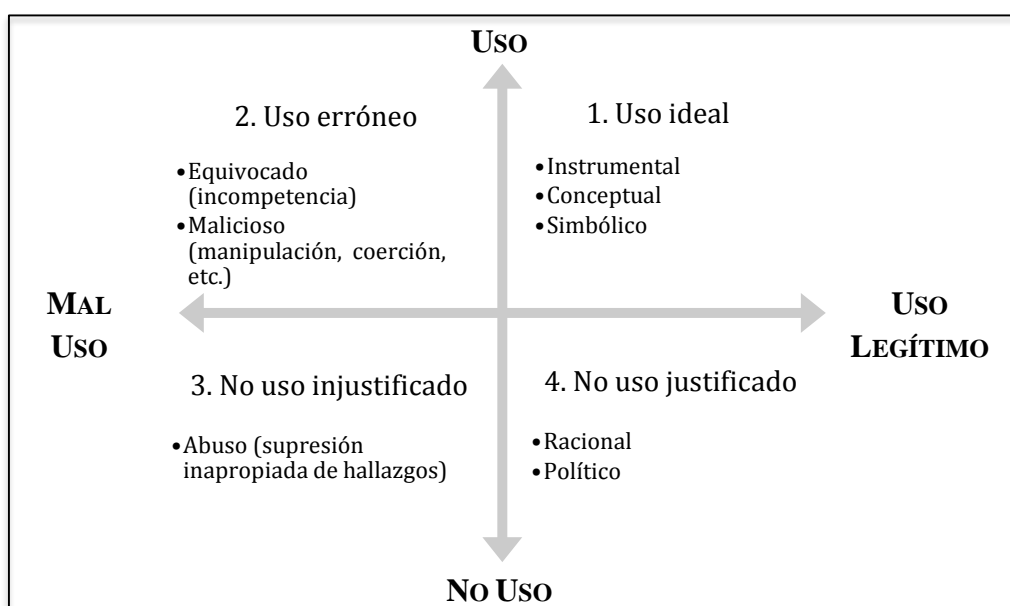 USO
2. Uso erróneo
•Equivocado
(incompetencia)
•Malicioso
(manipulación, coerción,
etc.)
1. Uso ideal
•Instrumental
•Conceptual
•Simbólico
MAL
USO
USO
LEGÍTIMO
3. No uso injustificado
•Abuso (supresión
inapropiada de hallazgos)
4. No uso justificado
•Racional
•Político
NO USO